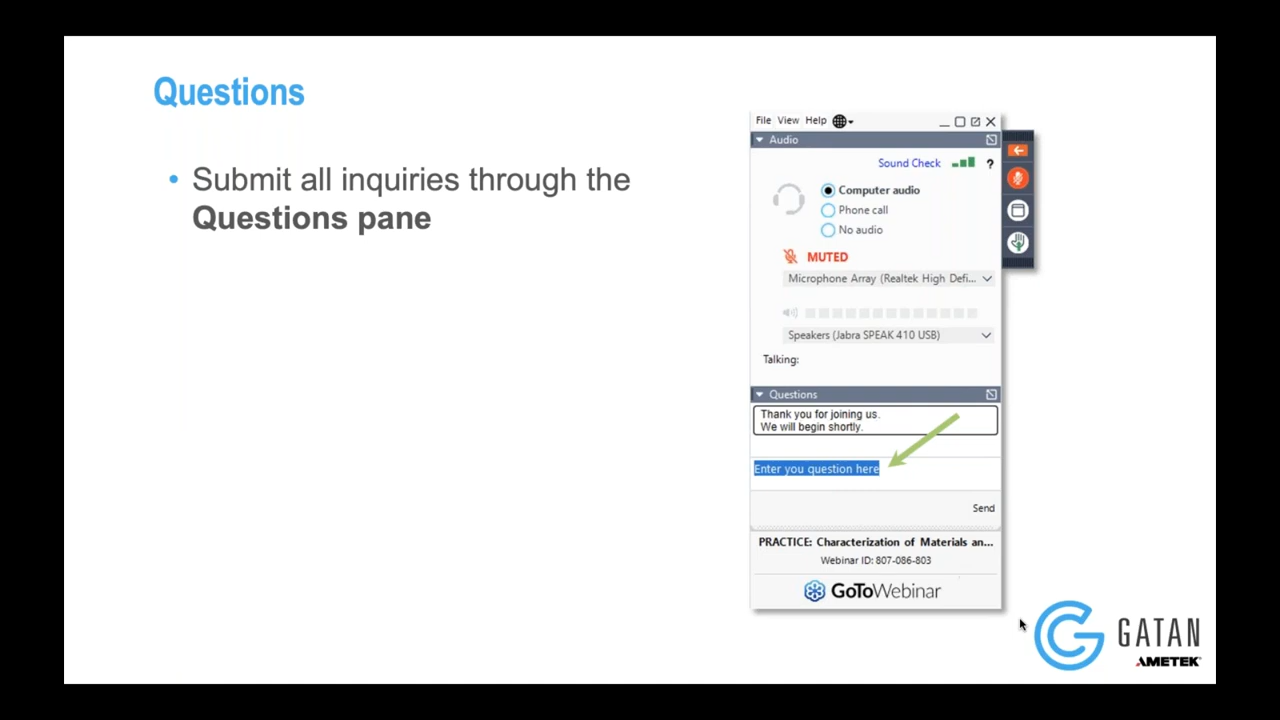 Questions
• Submit all inquiries through the
Questions pane
File View Help
Audio
Sound Check ?
Computer audio
Phone call
No audio
MUTED
Microphone Array (Realtek High Defi...
Speakers (Jabra SPEAK 410 USB)
Talking:
Questions
Thank you for joining us.
We will begin shortly.
Enter you question here
Send
PRACTICE: Characterization of Materials an...
Webinar ID: 807-086-803
GoToWebinar
GATAN
AMETEK